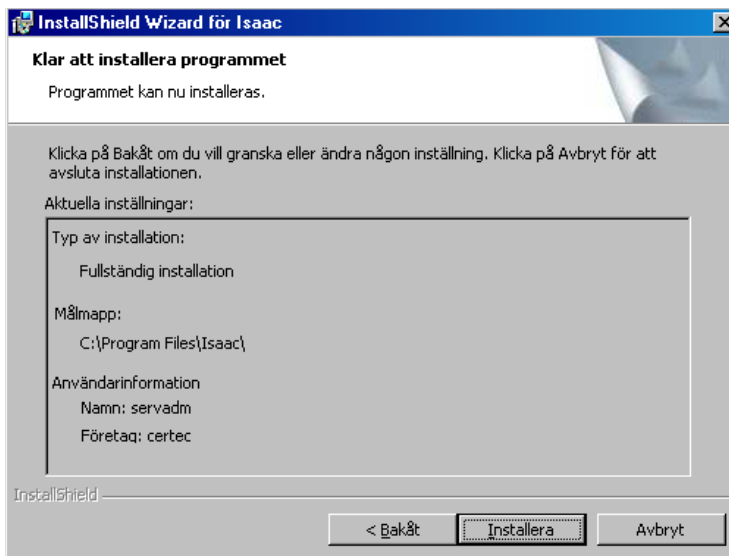 InstallShield Wizard för Isaac
Klar att installera programmet
Programmet kan nu installeras.
Klicka på Bakåt om du vill granska eller ändra någon inställning. Klicka på Avbryt för att
avsluta installationen.
Aktuella inställningar:
Typ av installation:
Fullständig installation
Målmapp:
C:\Program Files\Isaac\
Användarinformation
Namn: servadm
Företag: certec
InstallShield
< Bakåt
Installera
Avbryt